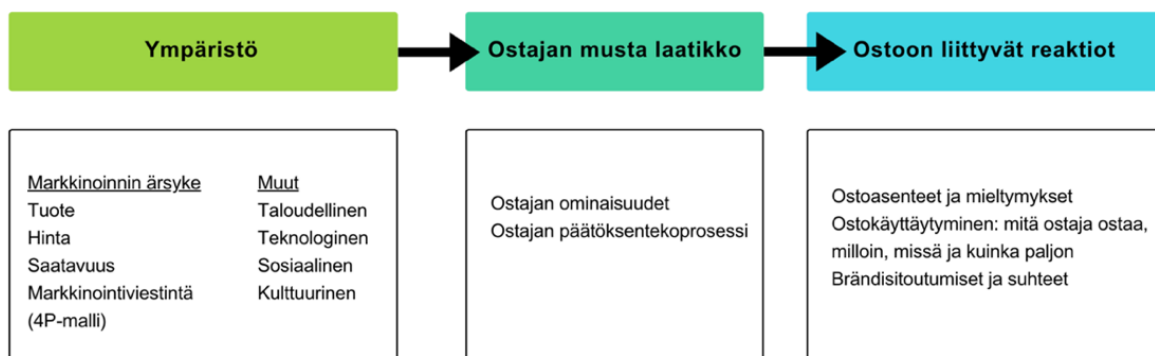 Ympäristö
Ostajan musta laatikko
Ostoon liittyvät reaktiot
Markkinoinnin ärsyke
Tuote
Hinta
Saatavuus
Markkinointiviestintä
(4P-malli)
Muut
Taloudellinen
Teknologinen
Sosiaalinen
Kulttuurinen
Ostajan ominaisuudet
Ostajan päätöksentekoprosessi
Ostoasenteet ja mieltymykset
Ostokäyttäytyminen: mitä ostaja ostaa,
milloin, missä ja kuinka paljon
Brändisitoutumiset ja suhteet